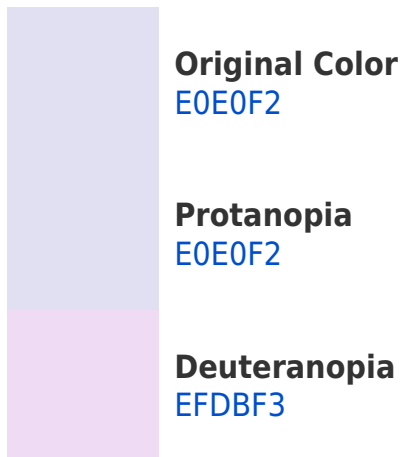 Original Color
E0E0F2
Protanopia
E0E0F2
Deuteranopia
EFDBF3